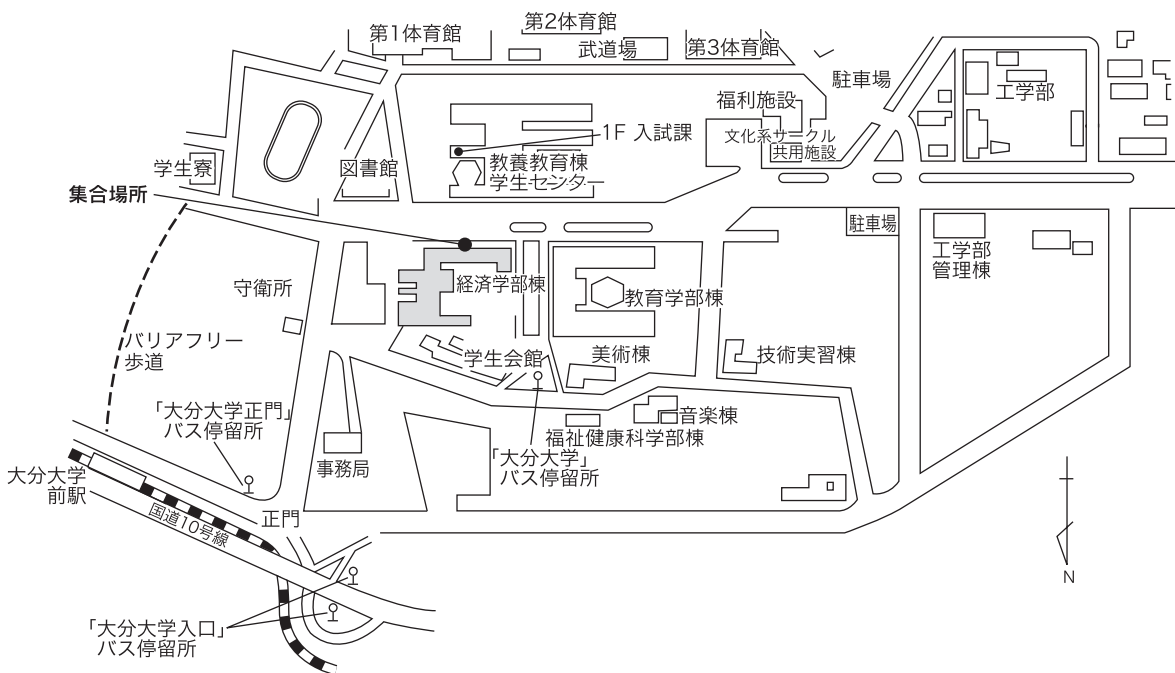 第1体育館
第2体育館
武道場
第3体育館
駐車場
福利施設
工学部
1F 入試課
文化系サークル
共用施設
教養教育棟
学生センター
学生寮
図書館
集合場所
駐車場
工学部
管理棟
守衛所
経済学部棟
教育学部棟
バリアフリー
歩道
学生会館
美術棟
技術実習棟
「大分大学正門」
バス停留所
音楽棟
福祉健康科学部棟
事務局
「大分大学」
バス停留所
大分大学
前駅
国道10号線
正門
N
「大分大学入口」
バス停留所